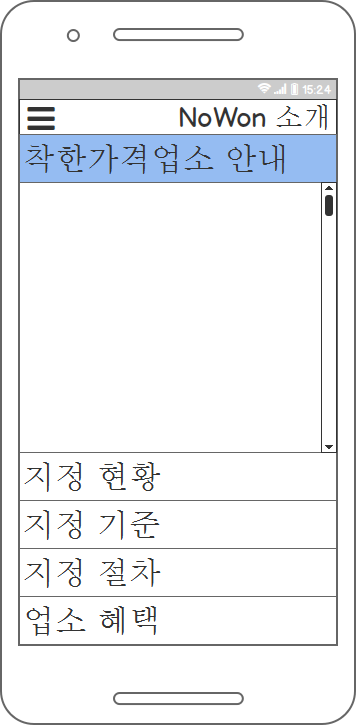 15:24
NoWon 소개
착한가격업소 안내
지정 현황
지정 기준
지정 절차
업소 혜택